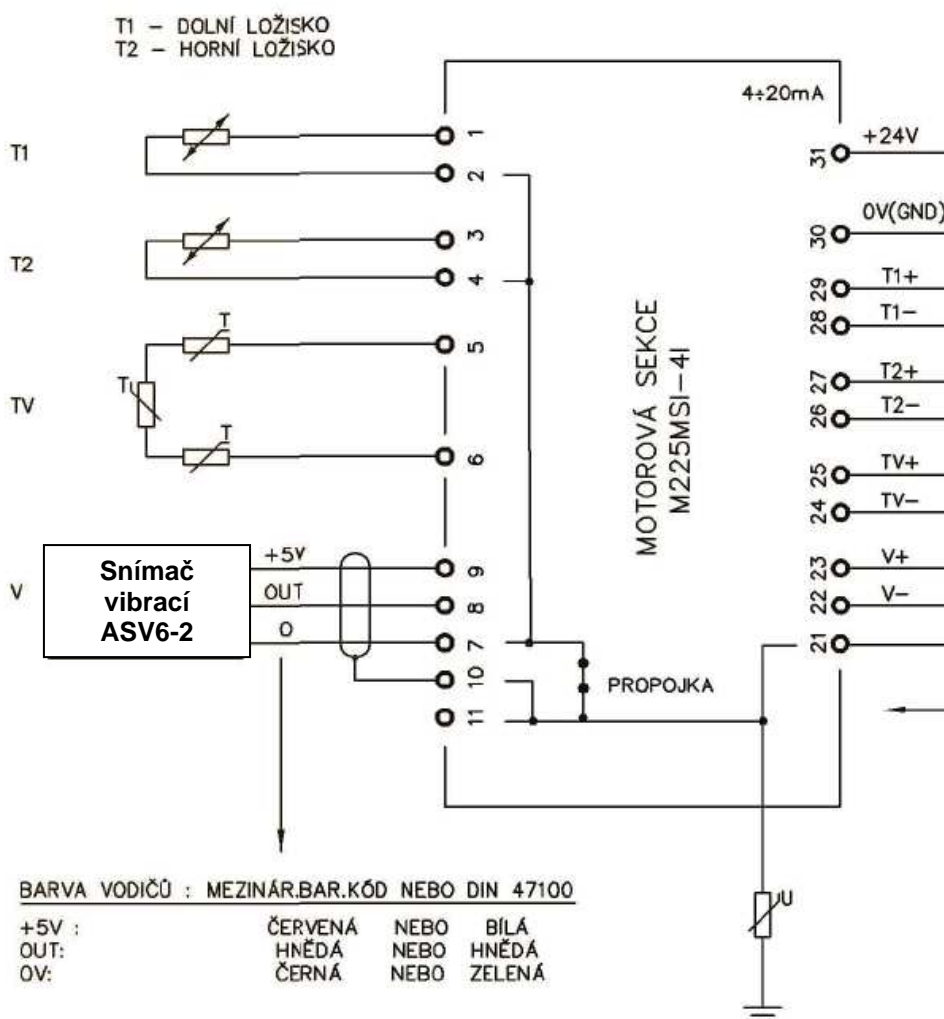 T1 – DOLNÍ LOŽISKO
T2 – HORNÍ LOŽISKO
4÷20mA
T1
1
2
31
+24V
T2
3
4
30
0V(GND)
29
T1+
28
T1–
TV
T
T
T
5
6
27
T2+
26
T2–
25
TV+
24
TV–
MOTOROVÁ SEKCE
M225MSI–4I
V
Snímač
vibrací
ASV6-2
+5V
OUT
0
9
8
7
10
11
23
V+
22
V–
21
PROPOJKA
U
BARVA VODIČŮ : MEZINÁR.BAR.KÓD NEBO DIN 47100
+5V : ČERVENÁ NEBO BÍLÁ
OUT: HNĚDÁ NEBO HNĚDÁ
0V: ČERNÁ NEBO ZELENÁ